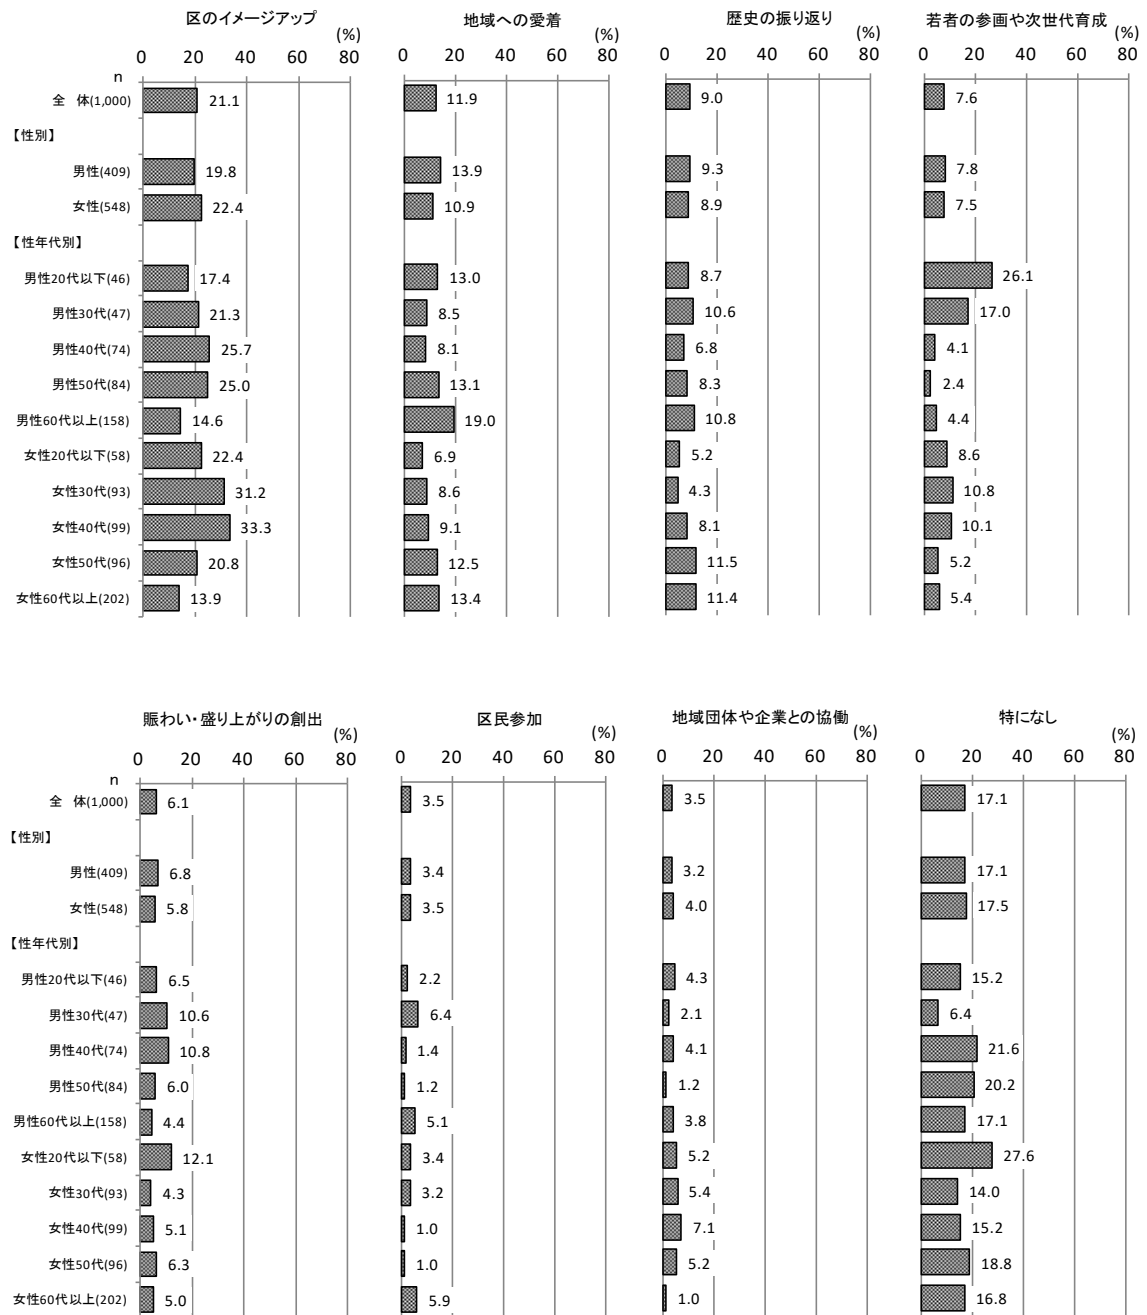 区のイメージアップ 地域への愛着 歴史の振り返り 若者の参画や次世代育成
(%) (%) (%) (%)
0 20 40 60 80 0 20 40 60 80 0 20 40 60 80 0 20 40 60 80
n
全 体(1,000) 21.1 11.9 9.0 7.6
【性別】
男性(409) 19.8 13.9 9.3 7.8
女性(548) 22.4 10.9 8.9 7.5
【性年代別】
男性20代以下(46) 17.4 13.0 8.7 26.1
男性30代(47) 21.3 8.5 10.6 17.0
男性40代(74) 25.7 8.1 6.8 4.1
男性50代(84) 25.0 13.1 8.3 2.4
男性60代以上(158) 14.6 19.0 10.8 4.4
女性20代以下(58) 22.4 6.9 5.2 8.6
女性30代(93) 31.2 8.6 4.3 10.8
女性40代(99) 33.3 9.1 8.1 10.1
女性50代(96) 20.8 12.5 11.5 5.2
女性60代以上(202) 13.9 13.4 11.4 5.4
賑わい・盛り上がりの創出 区民参加 地域団体や企業との協働 特になし
(%) (%) (%) (%)
0 20 40 60 80 0 20 40 60 80 0 20 40 60 80 0 20 40 60 80
n
全 体(1,000) 6.1 3.5 3.5 17.1
【性別】
男性(409) 6.8 3.4 3.2 17.1
女性(548) 5.8 3.5 4.0 17.5
【性年代別】
男性20代以下(46) 6.5 2.2 4.3 15.2
男性30代(47) 10.6 6.4 2.1 6.4
男性40代(74) 10.8 1.4 4.1 21.6
男性50代(84) 6.0 1.2 1.2 20.2
男性60代以上(158) 4.4 5.1 3.8 17.1
女性20代以下(58) 12.1 3.4 5.2 27.6
女性30代(93) 4.3 3.2 5.4 14.0
女性40代(99) 5.1 1.0 7.1 15.2
女性50代(96) 6.3 1.0 5.2 18.8
女性60代以上(202) 5.0 5.9 1.0 16.8